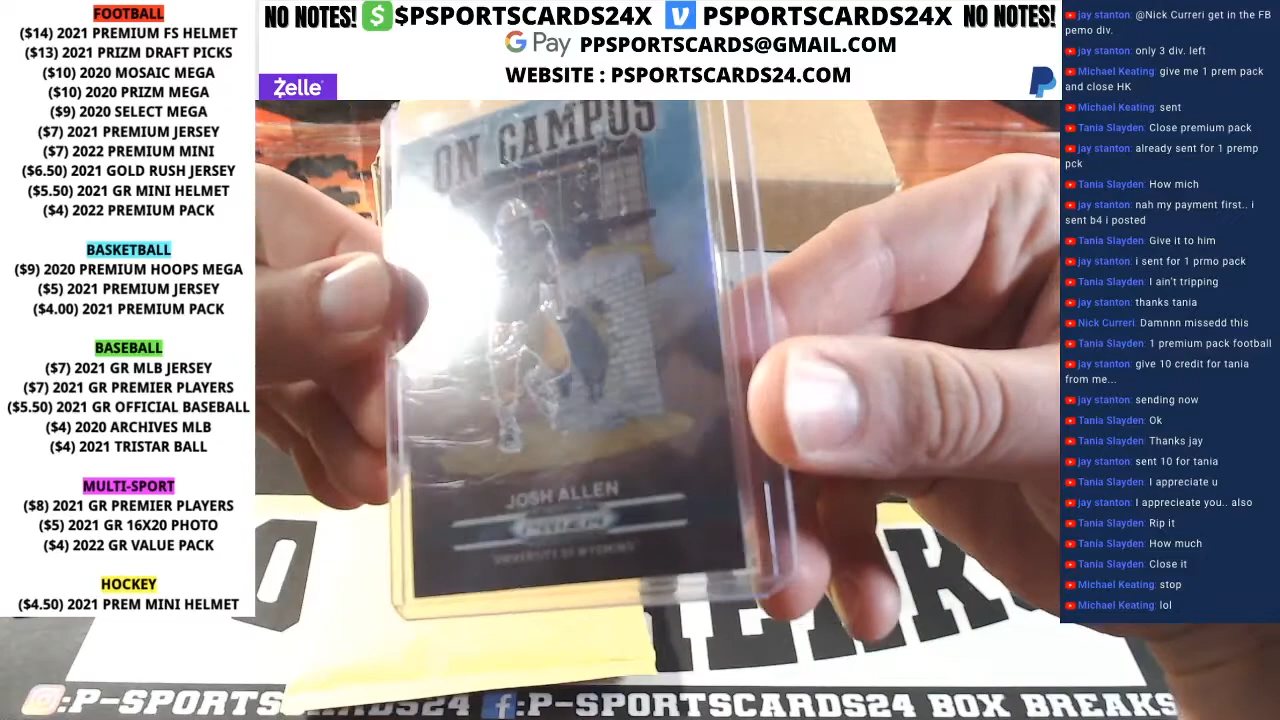 FOOTBALL
($14) 2021 PREMIUM FS HELMET
($13) 2021 PRIZM DRAFT PICKS
($10) 2020 MOSAIC MEGA
($10) 2020 PRIZM MEGA
($9) 2020 SELECT MEGA
($7) 2021 PREMIUM JERSEY
($7) 2022 PREMIUM MINI
($6.50) 2021 GOLD RUSH JERSEY
($5.50) 2021 GR MINI HELMET
($4) 2022 PREMIUM PACK
BASKETBALL
($9) 2020 PREMIUM HOOPS MEGA
($5) 2021 PREMIUM JERSEY
($4.00) 2021 PREMIUM PACK
BASEBALL
($7) 2021 GR MLB JERSEY
($7) 2021 GR PREMIER PLAYERS
($5.50) 2021 GR OFFICIAL BASEBALL
($4) 2020 ARCHIVES MLB
($4) 2021 TRISTAR BALL
MULTI-SPORT
($8) 2021 GR PREMIER PLAYERS
($5) 2021 GR 16X20 PHOTO
($4) 2022 GR VALUE PACK
HOCKEY
($4.50) 2021 PREM MINI HELMET
NO NOTES! $PSPORTSCARDS24X PSPORTSCARDS24X NO NOTES!
G Pay PPSPORTSCARDS@GMAIL.COM
WEBSITE : PSPORTSCARDS24.COM
Zelle
ON CAMPUS
JOSH ALLEN
PRIZM
UNIVERSITY OF WYOMING
:P-SPORTSCARDS24 f:P-SPORTSCARDS24 BOX BREAKS
jay stanton: @Nick Curreri get in the FB
pemo div.
jay stanton: only 3 div. left
Michael Keating: give me 1 prem pack
and close HK
Michael Keating: sent
Tania Slayden: Close premium pack
jay stanton: already sent for 1 premp
pck
Tania Slayden: How mich
jay stanton: nah my payment first.. i
sent b4 i posted
Tania Slayden: Give it to him
jay stanton: i sent for 1 prmo pack
Tania Slayden: I ain't tripping
jay stanton: thanks tania
Nick Curreri: Damnnn missedd this
Tania Slayden: 1 premium pack football
jay stanton: give 10 credit for tania
from me...
jay stanton: sending now
Tania Slayden: Ok
Tania Slayden: Thanks jay
jay stanton: sent 10 for tania
Tania Slayden: I appreciate u
jay stanton: I appreicate you.. also
Tania Slayden: Rip it
Tania Slayden: How much
Tania Slayden: Close it
Michael Keating: stop
Michael Keating: lol